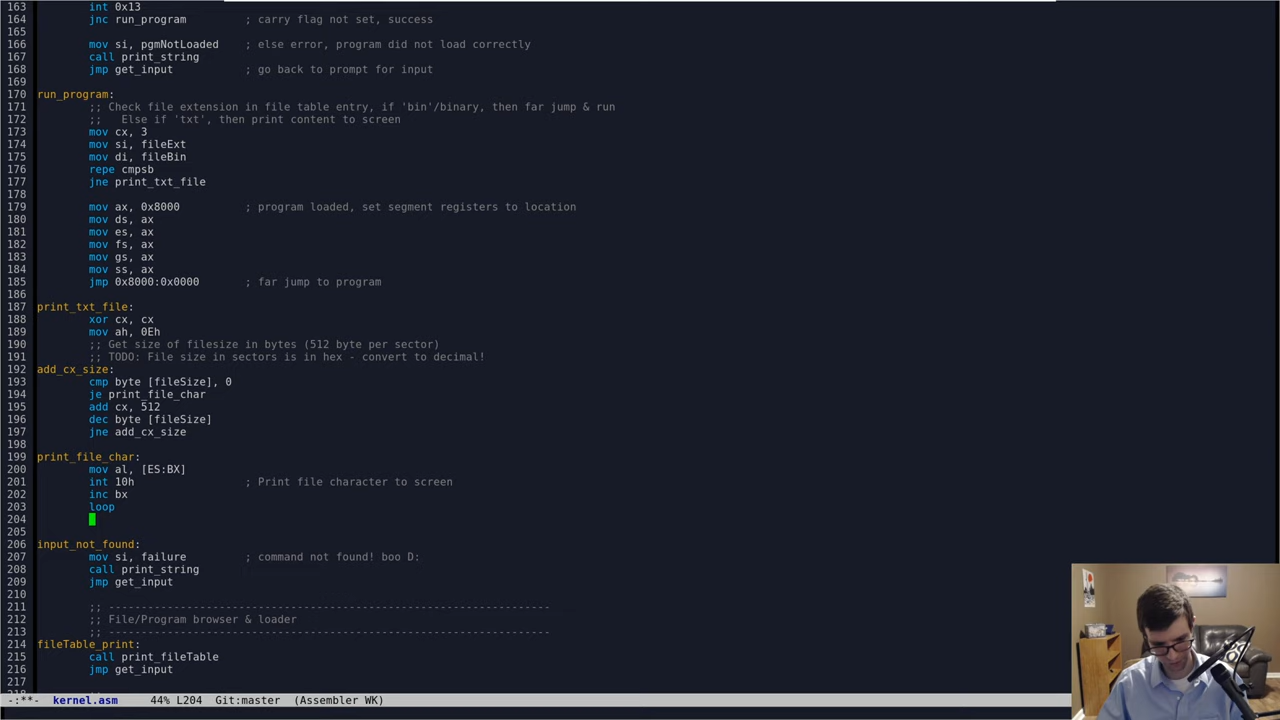 163 int 0x13
164 jnc run_program ; carry flag not set, success
165
166 mov si, pgmNotLoaded ; else error, program did not load correctly
167 call print_string
168 jmp get_input ; go back to prompt for input
169
170 run_program:
171 ;; Check file extension in file table entry, if 'bin'/binary, then far jump & run
172 ;; Else if 'txt', then print content to screen
173 mov cx, 3
174 mov si, fileExt
175 mov di, fileBin
176 repe cmpsb
177 jne print_txt_file
178
179 mov ax, 0x8000 ; program loaded, set segment registers to location
180 mov ds, ax
181 mov es, ax
182 mov fs, ax
183 mov gs, ax
184 mov ss, ax
185 jmp 0x8000:0x0000 ; far jump to program
186
187 print_txt_file:
188 xor cx, cx
189 mov ah, 0Eh
190 ;; Get size of filesize in bytes (512 byte per sector)
191 ;; TODO: File size in sectors is in hex - convert to decimal!
192 add_cx_size:
193 cmp byte [fileSize], 0
194 je print_file_char
195 add cx, 512
196 dec byte [fileSize]
197 jne add_cx_size
198
199 print_file_char:
200 mov al, [ES:BX]
201 int 10h ; Print file character to screen
202 inc bx
203 loop
204
205
206 input_not_found:
207 mov si, failure ; command not found! boo D:
208 call print_string
209 jmp get_input
210
211 ;; --------------------------------------------------------------------
212 ;; File/Program browser & loader
213 ;; --------------------------------------------------------------------
214 fileTable_print:
215 call print_fileTable
216 jmp get_input
217
-:**- kernel.asm 44% L204 Git:master (Assembler WK)